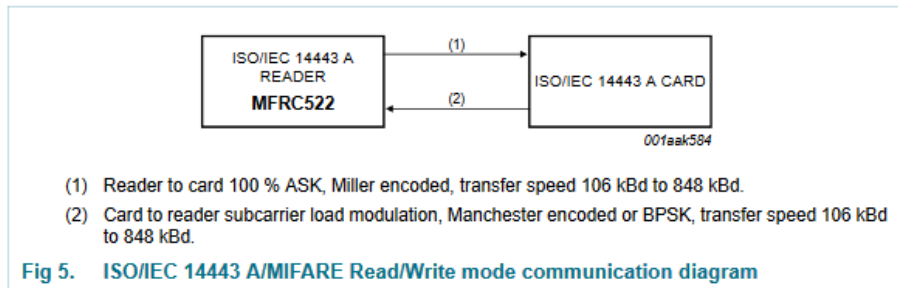 (1)
ISO/IEC 14443 A
READER
MFRC522
ISO/IEC 14443 A CARD
(2)
001aak584
(1) Reader to card 100 % ASK, Miller encoded, transfer speed 106 kBd to 848 kBd.
(2) Card to reader subcarrier load modulation, Manchester encoded or BPSK, transfer speed 106 kBd
to 848 kBd.
Fig 5. ISO/IEC 14443 A/MIFARE Read/Write mode communication diagram